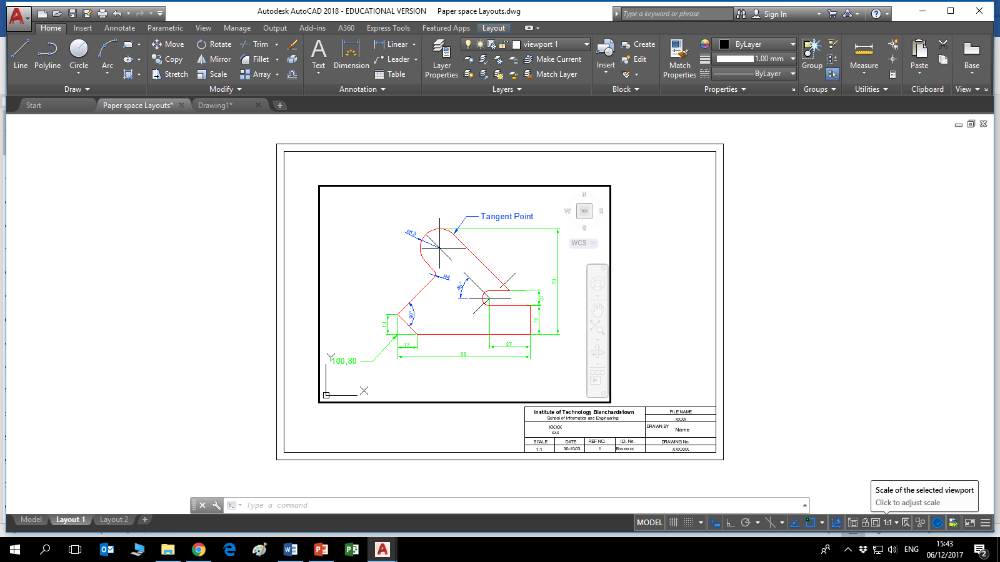 Autodesk AutoCAD 2018 - EDUCATIONAL VERSION Paper space Layouts.dwg
Type a keyword or phrase
Sign In
Home Insert Annotate Parametric View Manage Output Add-ins A360 Express Tools Featured Apps Layout
Line Polyline Circle Arc
Move Rotate Trim
Copy Mirror Fillet
Stretch Scale Array
Text Dimension
Linear
Leader
Table
Layer Properties
viewport 1
Make Current
Match Layer
Insert
Create
Edit
Match Properties
ByLayer
1.00 mm
ByLayer
Group
Measure
Paste
Base
Draw Modify Annotation Layers Block Properties Groups Utilities Clipboard View
Start Paper space Layouts* Drawing1*
N
W TOP E
S
WCS
Tangent Point
R13
R4
45°
90°
70
10
19
13
13
27
66
100,80
Y
X
Institute of Technology Blanchardstown
School of Informatics and Engineering
FILE NAME
XXXX
XXXX
XXX
DRAWN BY Name
SCALE DATE REF NO. I.D. No. DRAWING No.
1:1 30-10-03 1 Bxxxxxxx XXXXXX
Scale of the selected viewport
Click to adjust scale
Type a command
Model Layout 1 Layout 2
MODEL
1:1
ENG
15:43
06/12/2017
2